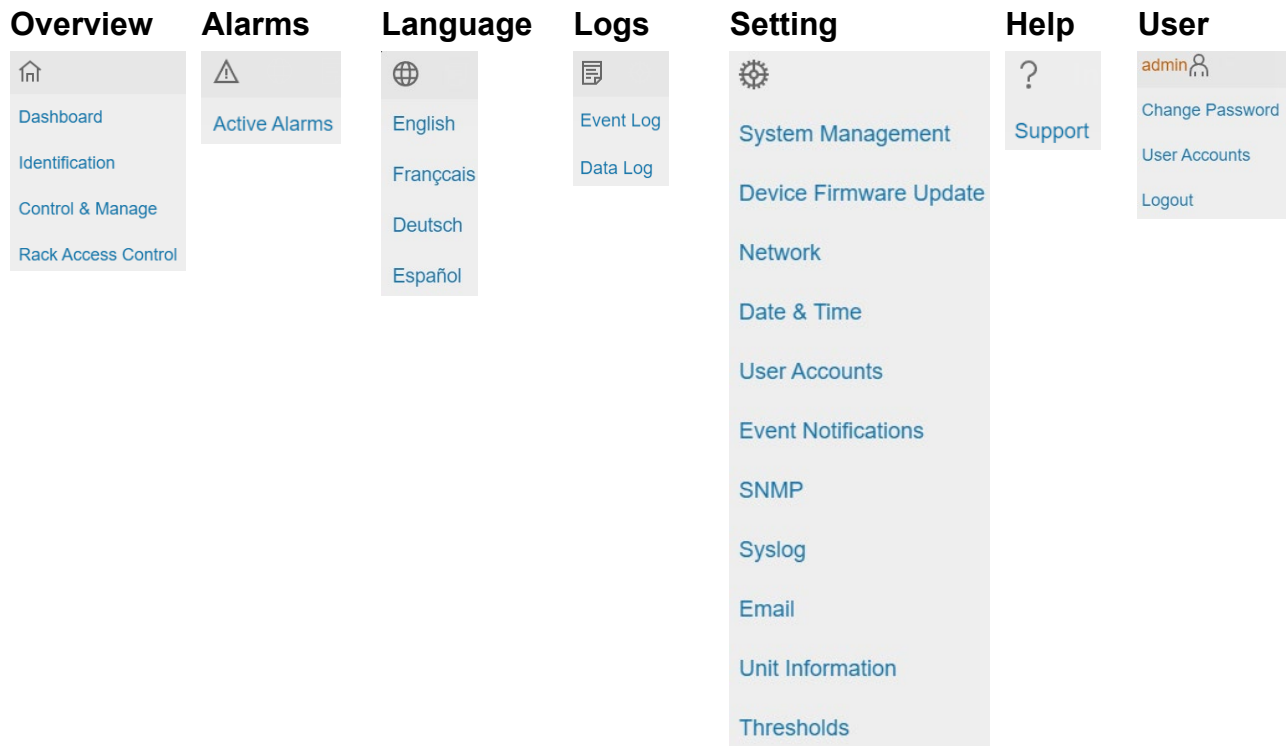 Overview
Dashboard
Identification
Control & Manage
Rack Access Control
Alarms
Active Alarms
Language
English
Françcais
Deutsch
Español
Logs
Event Log
Data Log
Setting
System Management
Device Firmware Update
Network
Date & Time
User Accounts
Event Notifications
SNMP
Syslog
Email
Unit Information
Thresholds
Help
?
Support
User
admin
Change Password
User Accounts
Logout